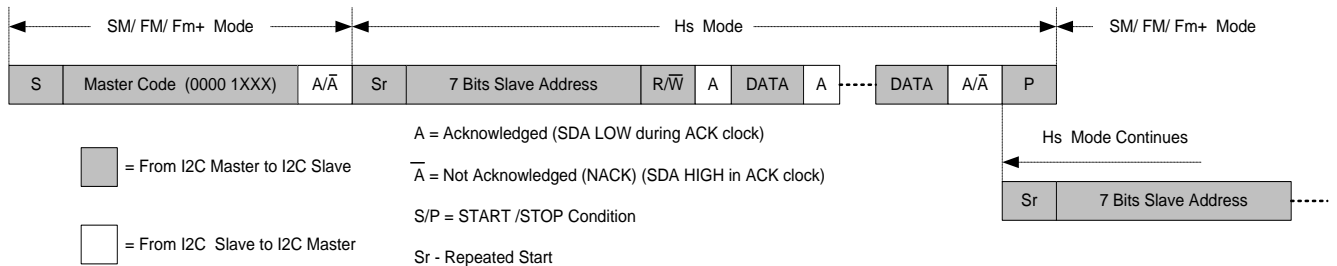 SM/ FM/ Fm+ Mode
Hs Mode
SM/ FM/ Fm+ Mode
S
Master Code (0000 1XXX)
A/A̅
Sr
7 Bits Slave Address
R/W̅
A
DATA
A
DATA
A/A̅
P
A = Acknowledged (SDA LOW during ACK clock)
Hs Mode Continues
= From I2C Master to I2C Slave
A̅ = Not Acknowledged (NACK) (SDA HIGH in ACK clock)
Sr
7 Bits Slave Address
S/P = START /STOP Condition
= From I2C Slave to I2C Master
Sr - Repeated Start